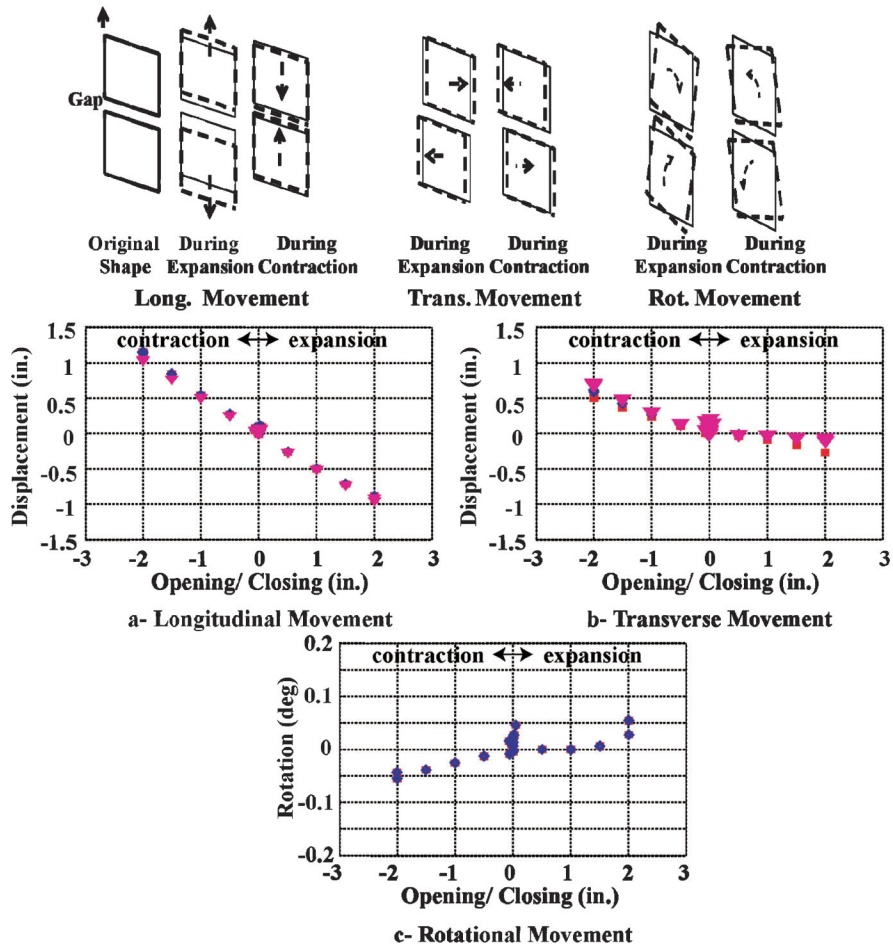 Gap
Original Shape
During Expansion
During Contraction
Long. Movement
During Expansion
During Contraction
Trans. Movement
During Expansion
During Contraction
Rot. Movement
1.5
1
0.5
0
-0.5
-1
-1.5
Displacement (in.)
contraction ↔ expansion
-3 -2 -1 0 1 2 3
Opening/ Closing (in.)
a- Longitudinal Movement
1.5
1
0.5
0
-0.5
-1
-1.5
Displacement (in.)
contraction ↔ expansion
-3 -2 -1 0 1 2 3
Opening/ Closing (in.)
b- Transverse Movement
0.2
0.1
0
-0.1
-0.2
Rotation (deg)
contraction ↔ expansion
-3 -2 -1 0 1 2 3
Opening/ Closing (in.)
c- Rotational Movement